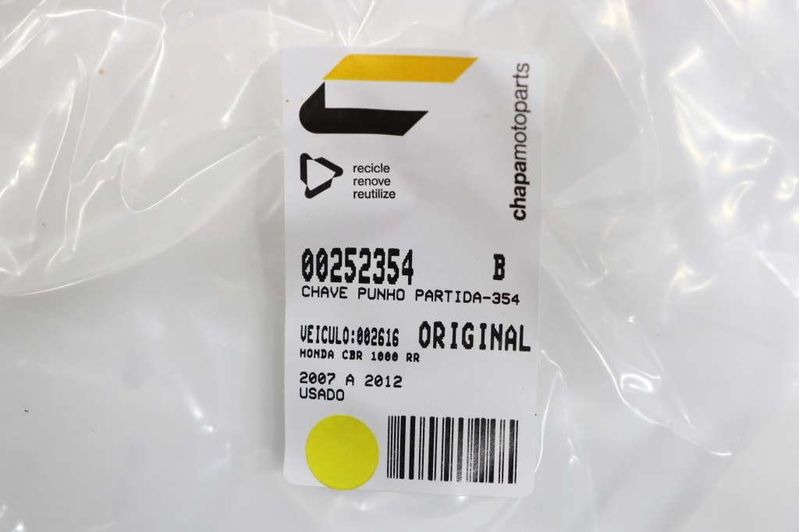 chapamotoparts
recicle
renove
reutilize
00252354 B
CHAVE PUNHO PARTIDA-354
VEICULO:002616 ORIGINAL
HONDA CBR 1000 RR
2007 A 2012
USADO